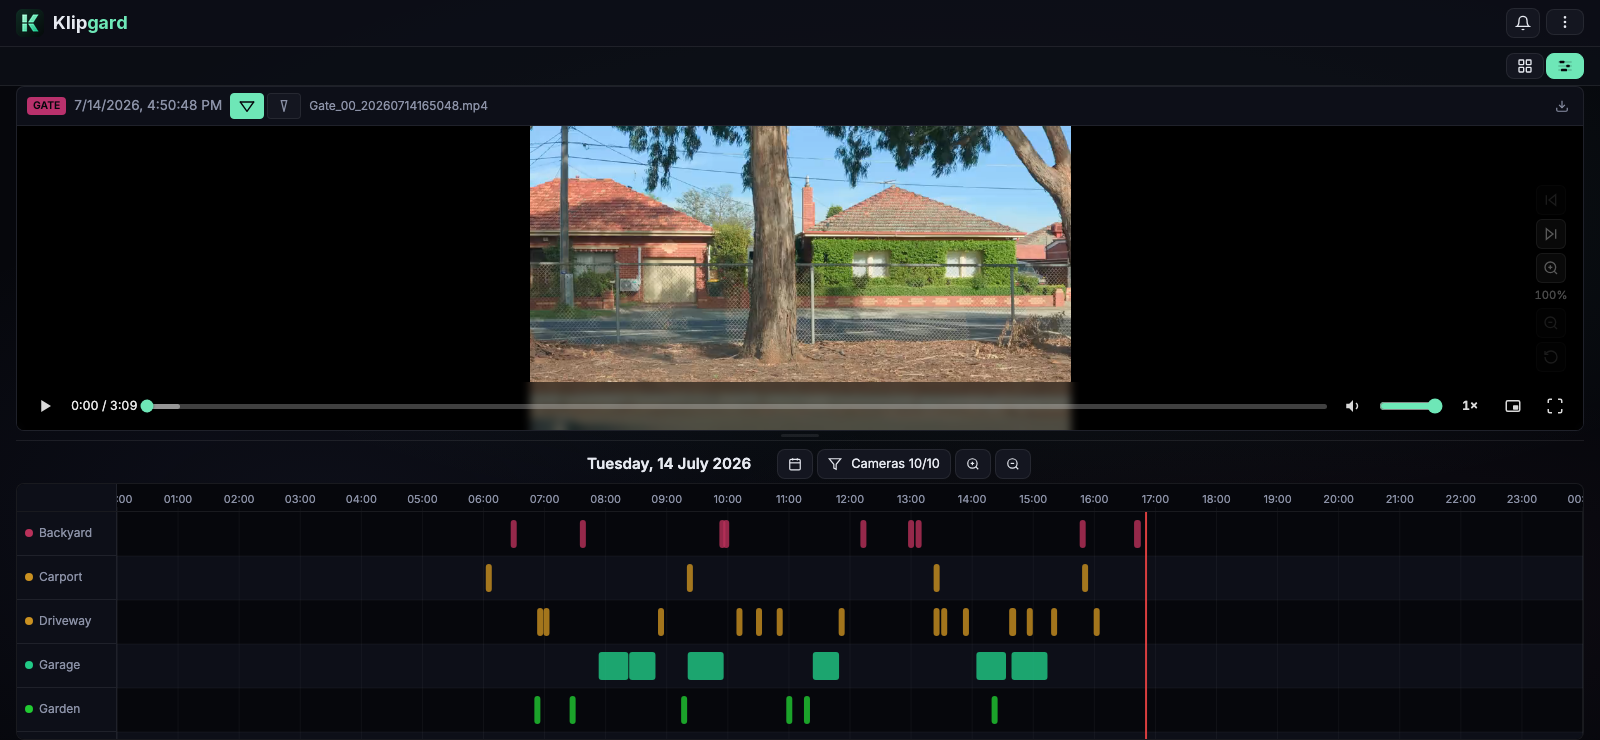 Klipgard
GATE 7/14/2026, 4:50:48 PM Gate_00_20260714165048.mp4
100%
0:00 / 3:09 1×
Tuesday, 14 July 2026 Cameras 10/10
:00 01:00 02:00 03:00 04:00 05:00 06:00 07:00 08:00 09:00 10:00 11:00 12:00 13:00 14:00 15:00 16:00 17:00 18:00 19:00 20:00 21:00 22:00 23:00 00:
Backyard
Carport
Driveway
Garage
Garden